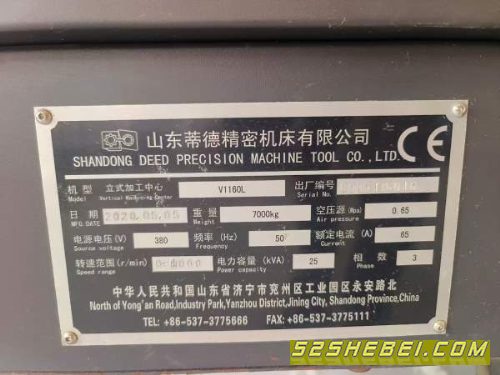 山东蒂德精密机床有限公司
SHANDONG DEED PRECISION MACHINE TOOL CO.,LTD.
CE
机型 立式加工中心 Vertical Machining Center V1160L 出厂编号
日期 MFG DATE 2020.05.05 重量 Weight 7000kg 空压源(Mpa) Air pressure 0.65
电源电压(V) Source voltage 380 频率(Hz) Frequency 50 额定电流(A) Current 65
转速范围(r/min) Speed range 电力容量(kVA) Power capacity 25 相数 Phase 3
中华人民共和国山东省济宁市兖州区工业园区永安路北
North of Yong'an Road,Industry Park,Yanzhou District,Jining City, Shandong Province,China
TEL: +86-537-3775666 FAX: +86-537-3775111
52SHEBEI.COM